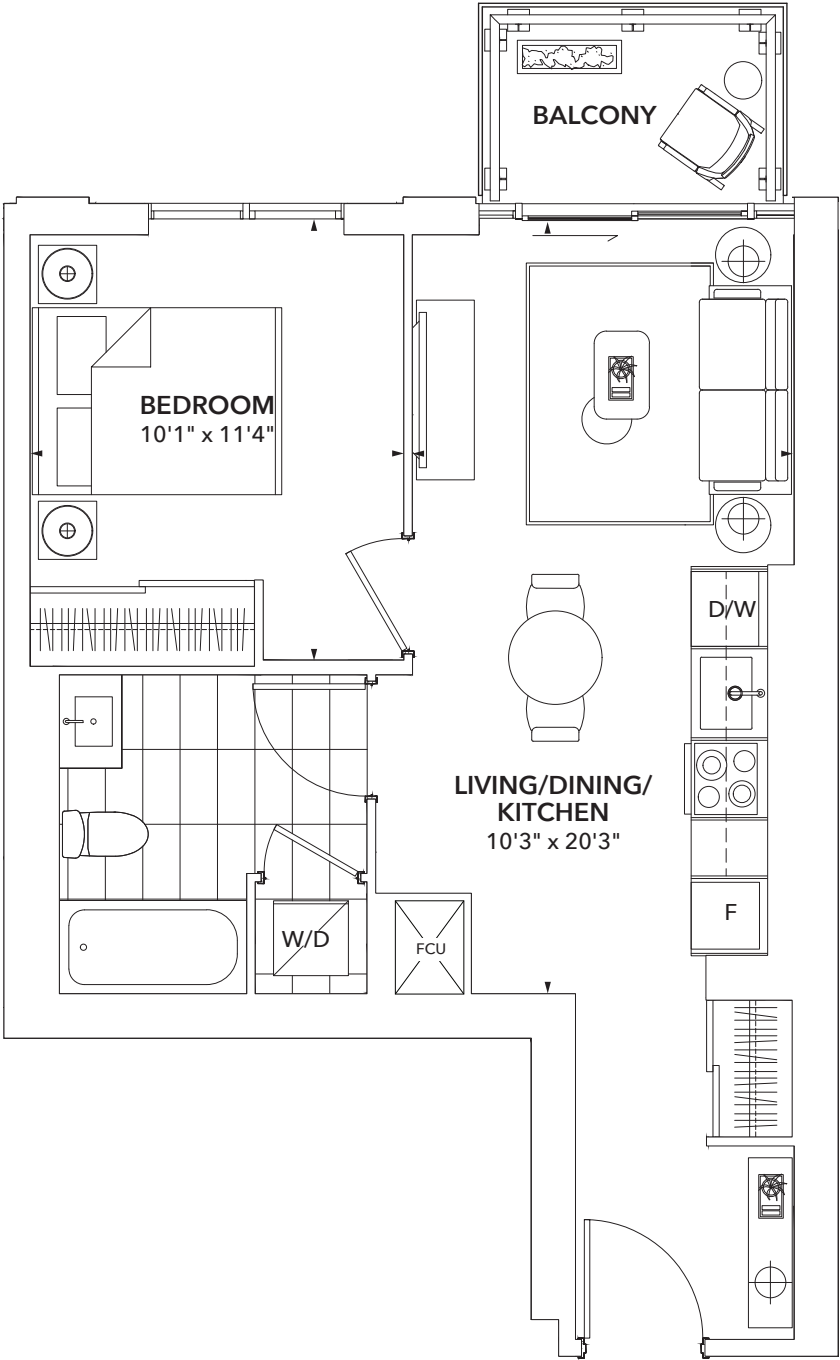 BALCONY
BEDROOM
10'1" x 11'4"
D/W
LIVING/DINING/
KITCHEN
10'3" x 20'3"
F
W/D
FCU